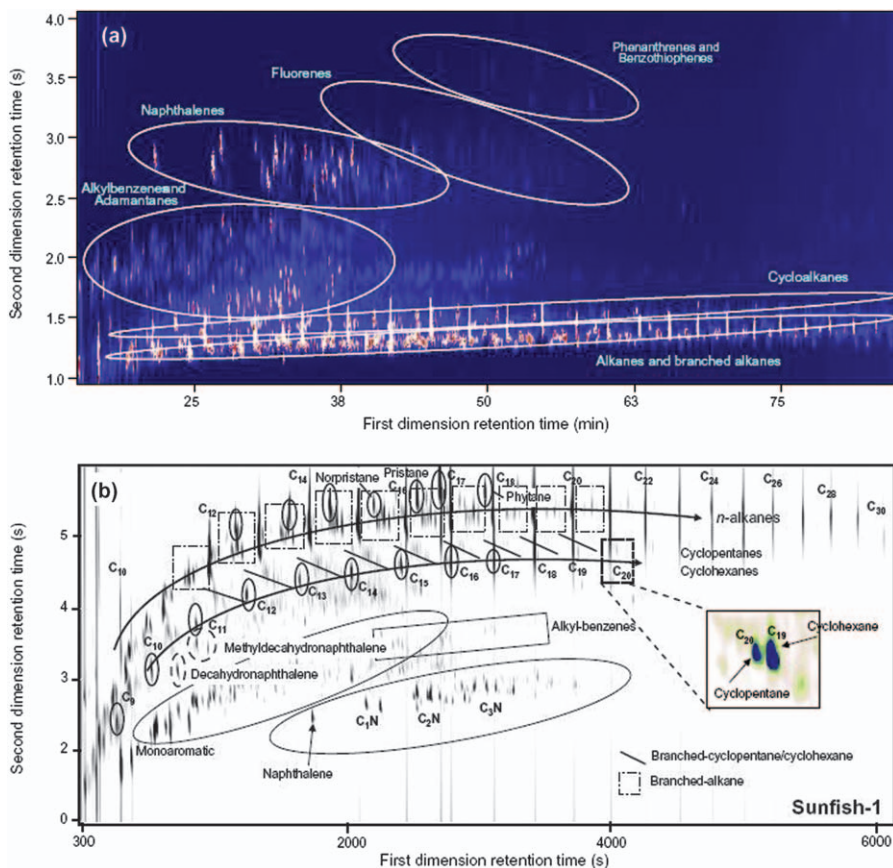 (a)
Second dimension retention time (s)
4.0
3.5
3.0
2.5
2.0
1.5
1.0
Phenanthrenes and
Benzothiophenes
Fluorenes
Naphthalenes
Alkylbenzenes and
Adamantanes
Cycloalkanes
Alkanes and branched alkanes
25 38 50 63 75
First dimension retention time (min)
(b)
Second dimension retention time (s)
5
4
3
2
0
C14 Norpristane Pristane C16 C17 C18 Phytane C20 C22 C24 C26 C28 C30
C12
C10
n-alkanes
Cyclopentanes
Cyclohexanes
C9 C10 C11 C12 C13 C14 C15 C16 C17 C18 C19 C20
Methyldecahydronaphthalene
Decahydronaphthalene
Alkyl-benzenes
Monoaromatic
Naphthalene
C1N C2N C3N
C20 C19 Cyclohexane
Cyclopentane
Branched-cyclopentane/cyclohexane
Branched-alkane
Sunfish-1
300 2000 4000 6000
First dimension retention time (s)